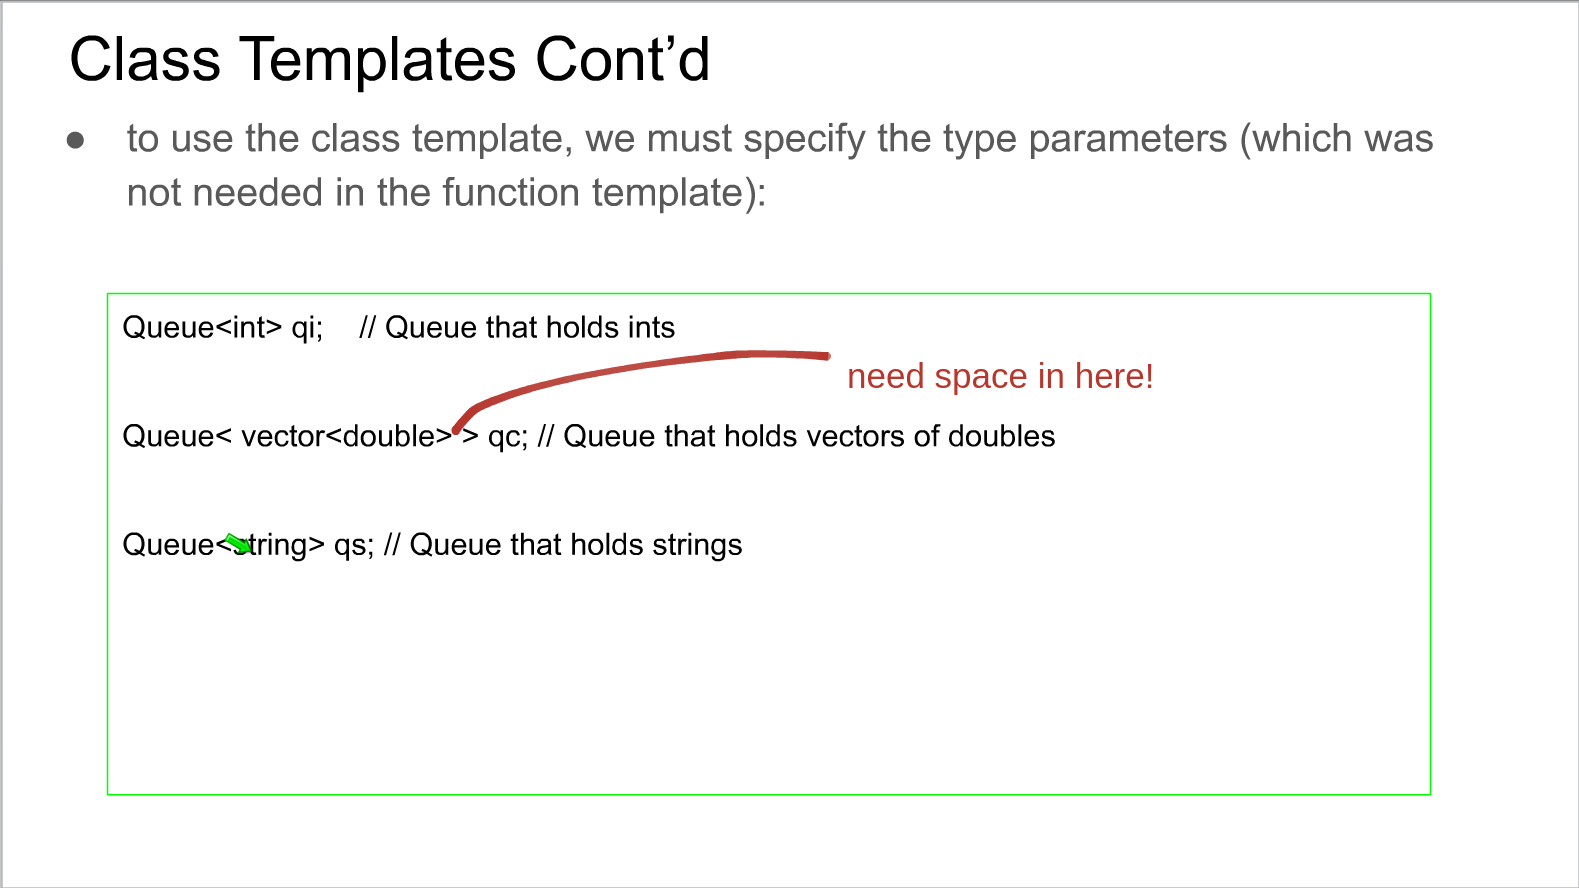 Class Templates Cont’d
● to use the class template, we must specify the type parameters (which was
not needed in the function template):
Queue<int> qi; // Queue that holds ints
need space in here!
Queue< vector<double> > qc; // Queue that holds vectors of doubles
Queue<string> qs; // Queue that holds strings